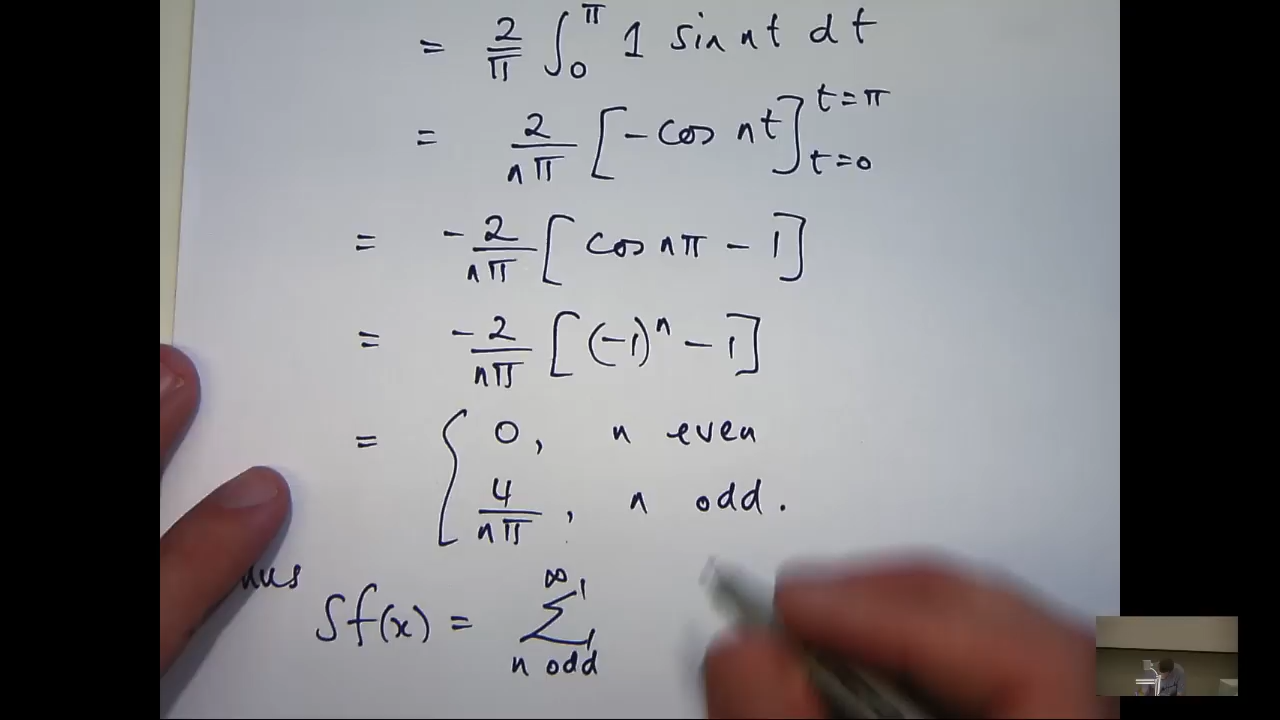 = 2/π ∫₀^π 1 sin nt dt
= 2/nπ [- cos nt]_{t=0}^{t=π}
= -2/nπ [cos nπ - 1]
= -2/nπ [(-1)ⁿ - 1]
= { 0, n even
4/nπ, n odd.
Sf(x) = ∑_{n odd}^∞